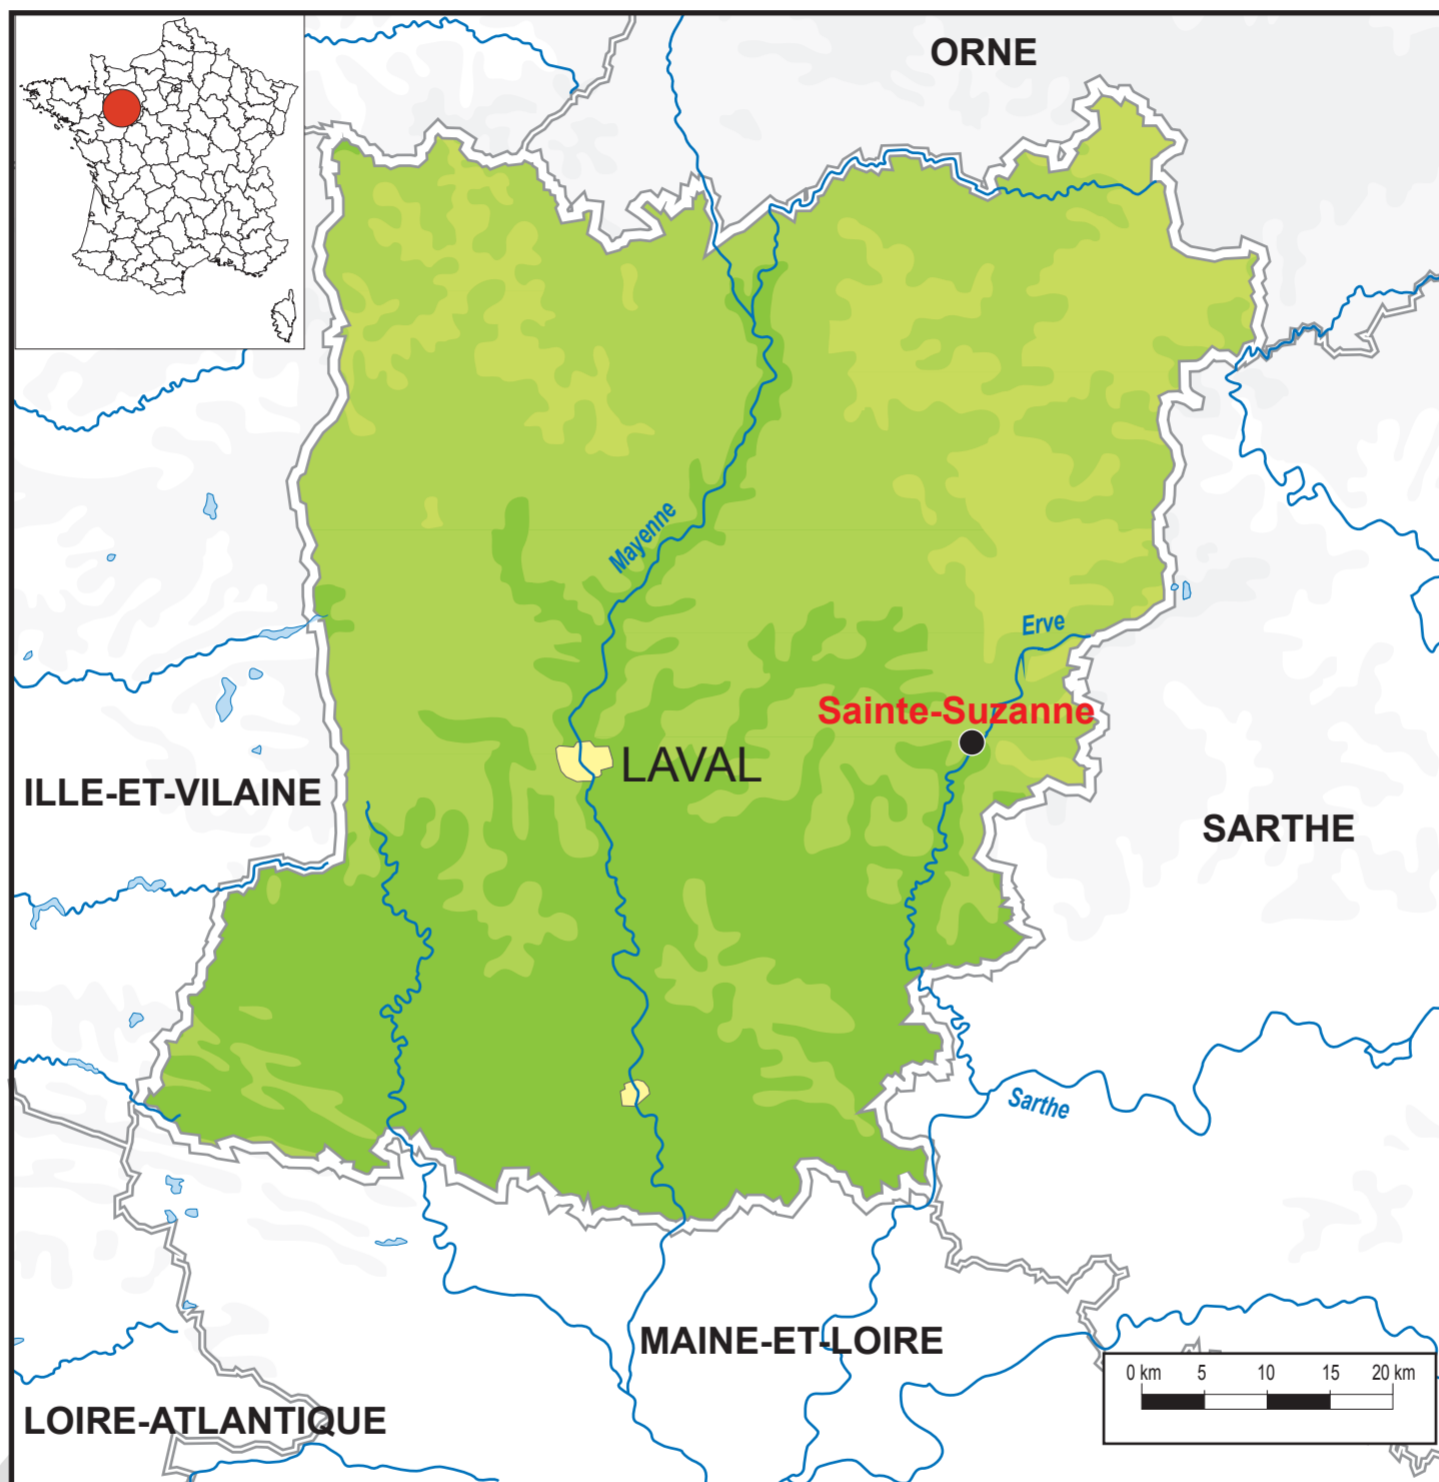 ORNE
Mayenne
Erve
Sainte-Suzanne
LAVAL
ILLE-ET-VILAINE
SARTHE
Sarthe
MAINE-ET-LOIRE
0 km 5 10 15 20 km
LOIRE-ATLANTIQUE